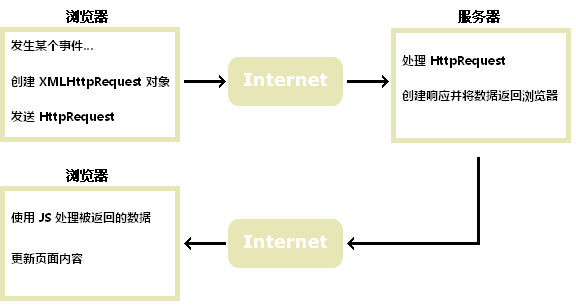 浏览器
发生某个事件...
创建 XMLHttpRequest 对象
发送 HttpRequest
Internet
服务器
处理 HttpRequest
创建响应并将数据返回浏览器
浏览器
使用 JS 处理被返回的数据
更新页面内容
Internet